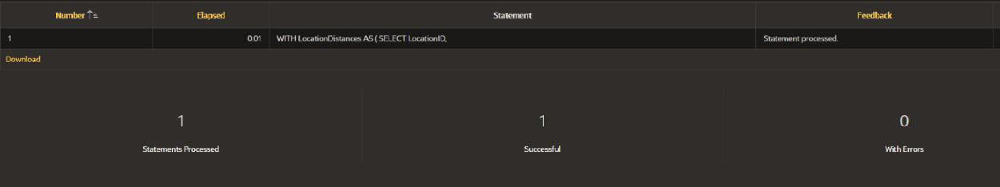 Number Elapsed Statement Feedback
1 0.01 WITH LocationDistances AS ( SELECT LocationID, Statement processed.
Download
1 1 0
Statements Processed Successful With Errors